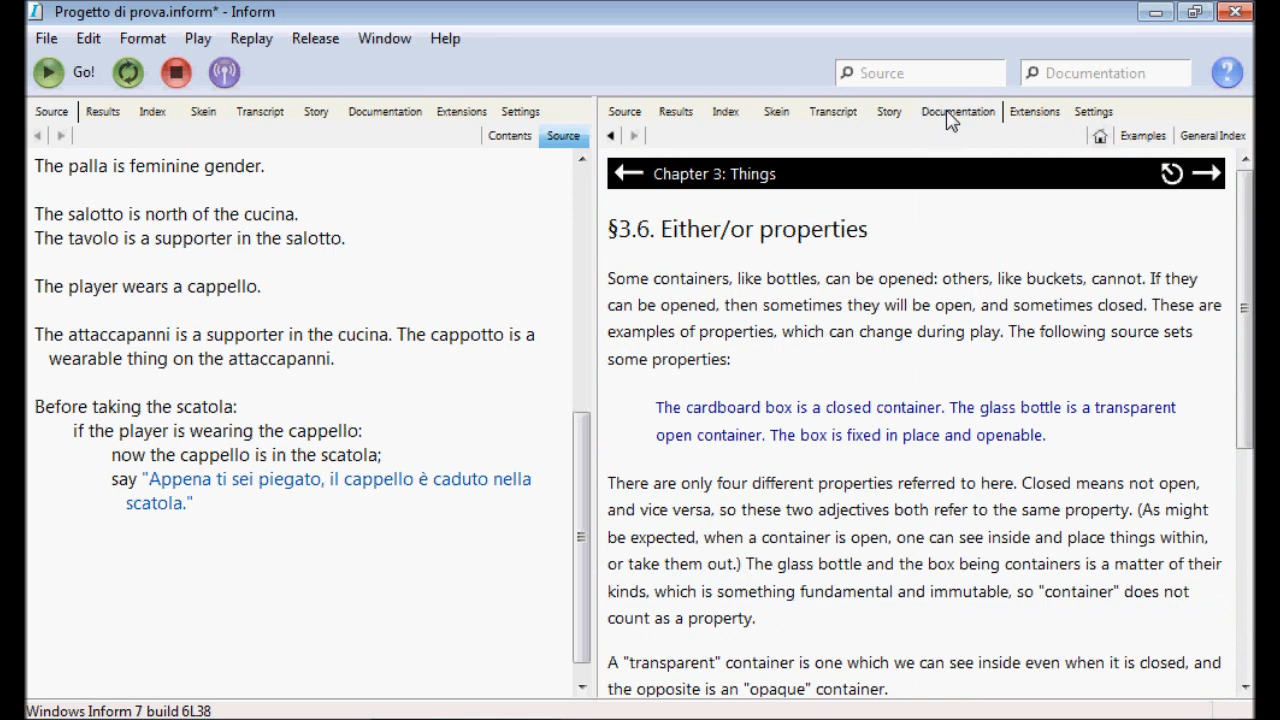 Progetto di prova.inform* - Inform
File Edit Format Play Replay Release Window Help
Go! Source Documentation
Source Results Index Skein Transcript Story Documentation Extensions Settings
Contents Source
The palla is feminine gender.
The salotto is north of the cucina.
The tavolo is a supporter in the salotto.
The player wears a cappello.
The attaccapanni is a supporter in the cucina. The cappotto is a
wearable thing on the attaccapanni.
Before taking the scatola:
if the player is wearing the cappello:
now the cappello is in the scatola;
say "Appena ti sei piegato, il cappello è caduto nella
scatola."
Source Results Index Skein Transcript Story Documentation Extensions Settings
Examples General Index
Chapter 3: Things
§3.6. Either/or properties
Some containers, like bottles, can be opened: others, like buckets, cannot. If they
can be opened, then sometimes they will be open, and sometimes closed. These are
examples of properties, which can change during play. The following source sets
some properties:
The cardboard box is a closed container. The glass bottle is a transparent
open container. The box is fixed in place and openable.
There are only four different properties referred to here. Closed means not open,
and vice versa, so these two adjectives both refer to the same property. (As might
be expected, when a container is open, one can see inside and place things within,
or take them out.) The glass bottle and the box being containers is a matter of their
kinds, which is something fundamental and immutable, so "container" does not
count as a property.
A "transparent" container is one which we can see inside even when it is closed, and
the opposite is an "opaque" container.
Windows Inform 7 build 6L38